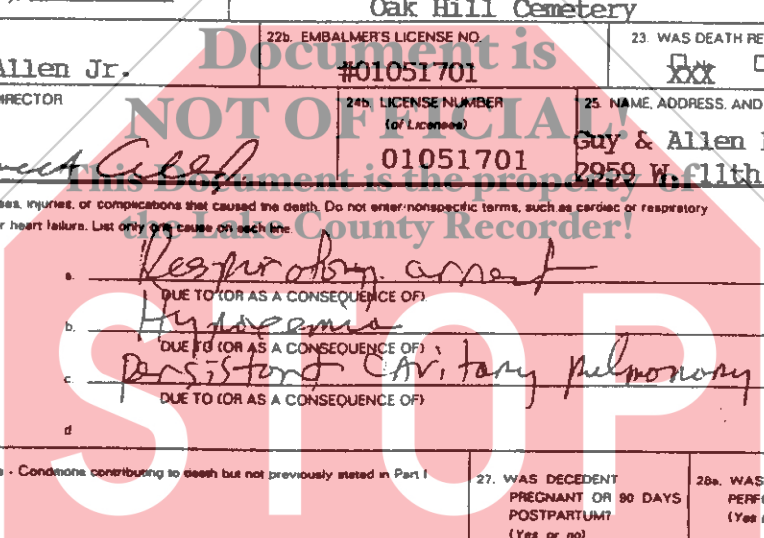 Oak Hill Cemetery
22b. EMBALMER'S LICENSE NO. 23. WAS DEATH RE
Document is
Allen Jr. #01051701 XXX
IRECTOR 24b. LICENSE NUMBER 25. NAME, ADDRESS, AND
(of Licensee)
NOT OFFICIAL!
Guy & Allen
01051701 2959 W. 11th
This Document is the property of
ses, injuries, or complications that caused the death. Do not enter nonspecific terms, such as cardiac or respiratory
r heart failure. List only one cause on each line.
the Lake County Recorder!
a. Respiratory arrest
DUE TO (OR AS A CONSEQUENCE OF)
b. Hypoxemia
DUE TO (OR AS A CONSEQUENCE OF)
c. Persistent Cavitary pulmonary
DUE TO (OR AS A CONSEQUENCE OF)
d
STOP
s - Conditions contributing to death but not previously stated in Part I
27. WAS DECEDENT 28a. WAS
PREGNANT OR 90 DAYS PERFO
POSTPARTUM? (Yes
(Yes or no)